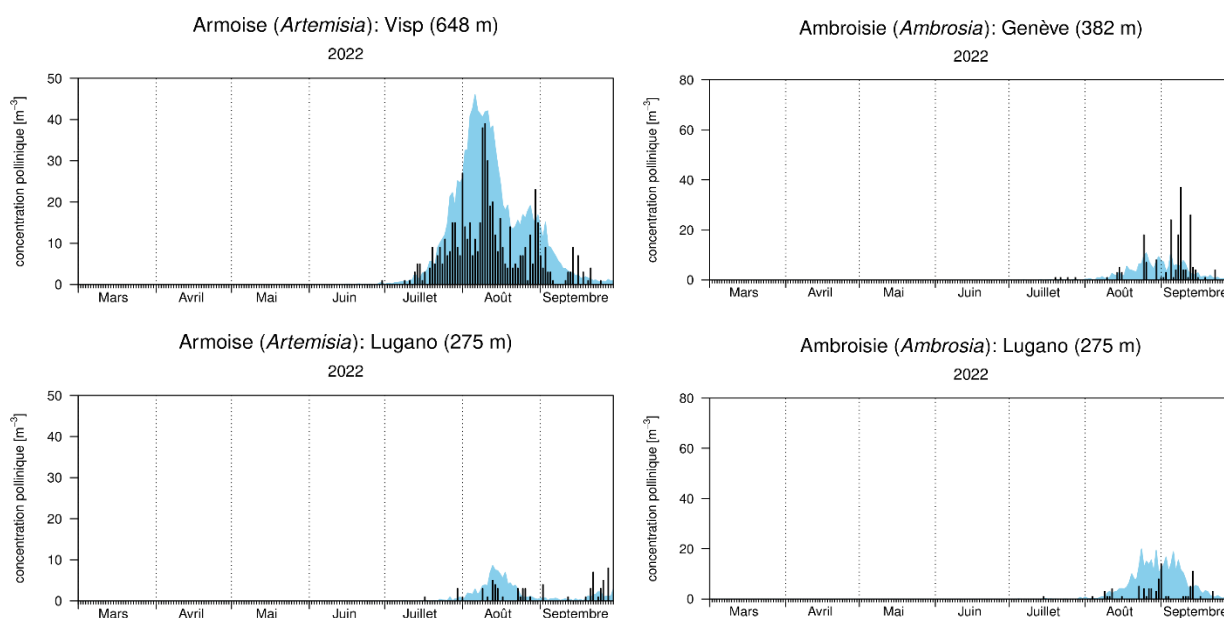 Armoise (Artemisia): Visp (648 m)
2022
concentration pollinique [m⁻³]
50
40
30
20
10
0
Mars Avril Mai Juin Juillet Août Septembre
Ambroisie (Ambrosia): Genève (382 m)
2022
concentration pollinique [m⁻³]
80
60
40
20
0
Mars Avril Mai Juin Juillet Août Septembre
Armoise (Artemisia): Lugano (275 m)
2022
concentration pollinique [m⁻³]
50
40
30
20
10
0
Mars Avril Mai Juin Juillet Août Septembre
Ambroisie (Ambrosia): Lugano (275 m)
2022
concentration pollinique [m⁻³]
80
60
40
20
0
Mars Avril Mai Juin Juillet Août Septembre